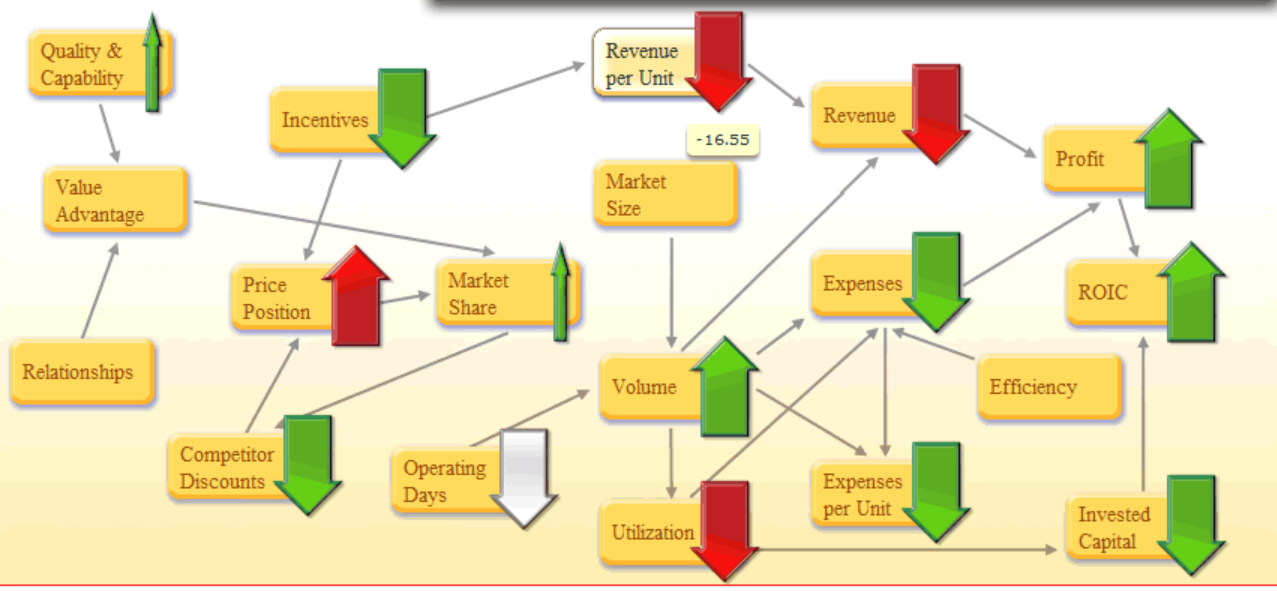 Quality &
Capability
Revenue
per Unit
Incentives
Revenue
-16.55
Profit
Value
Advantage
Market
Size
Price
Position
Market
Share
Expenses
ROIC
Relationships
Volume
Efficiency
Competitor
Discounts
Operating
Days
Utilization
Expenses
per Unit
Invested
Capital